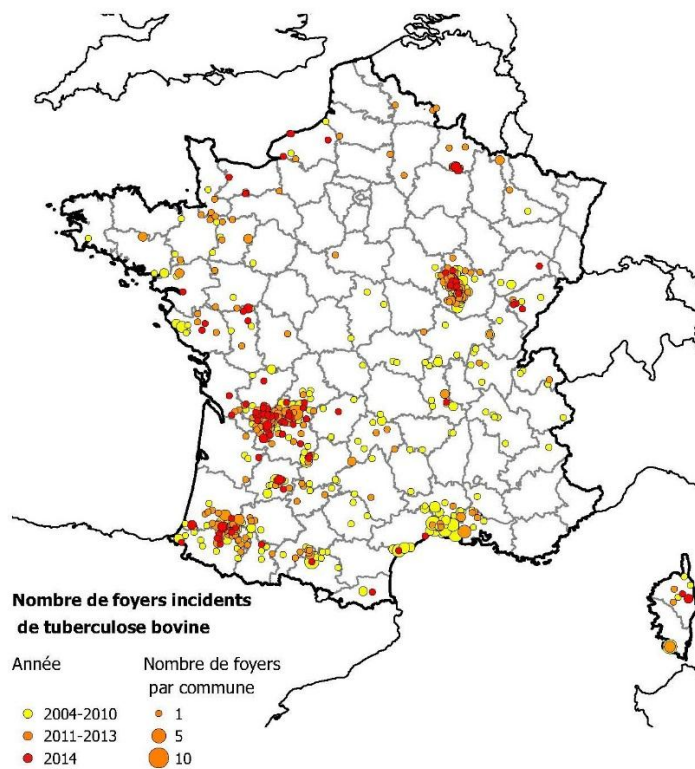 Nombre de foyers incidents
de tuberculose bovine
Année
Nombre de foyers
par commune
2004-2010
1
2011-2013
5
2014
10